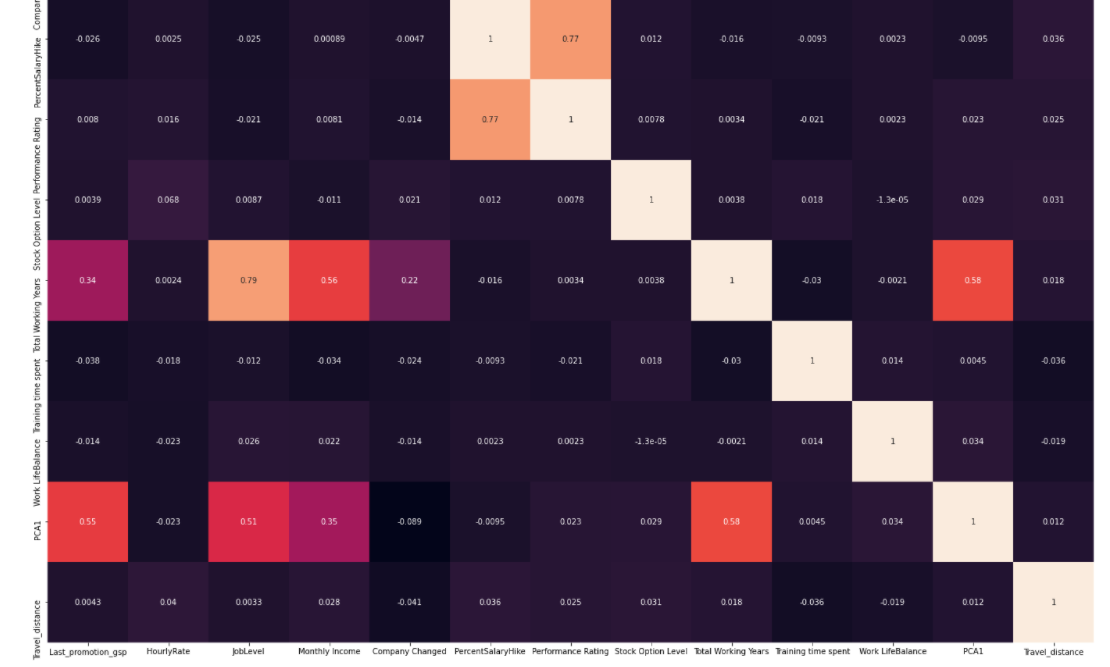 Compan
PercentSalaryHike
-0.026 0.0025 -0.025 0.00089 -0.0047 1 0.77 0.012 -0.016 -0.0093 0.0023 -0.0095 0.036
Performance Rating
0.008 0.016 -0.021 0.0081 -0.014 0.77 1 0.0078 0.0034 -0.021 0.0023 0.023 0.025
Stock Option Level
0.0039 0.068 0.0087 -0.011 0.021 0.012 0.0078 1 0.0038 0.018 -1.3e-05 0.029 0.031
Total Working Years
0.34 0.0024 0.79 0.56 0.22 -0.016 0.0034 0.0038 1 -0.03 -0.0021 0.58 0.018
Training time spent
-0.038 -0.018 -0.012 -0.034 -0.024 -0.0093 -0.021 0.018 -0.03 1 0.014 0.0045 -0.036
Work LifeBalance
-0.014 -0.023 0.026 0.022 -0.014 0.0023 0.0023 -1.3e-05 -0.0021 0.014 1 0.034 -0.019
PCA1
0.55 -0.023 0.51 0.35 -0.089 -0.0095 0.023 0.029 0.58 0.0045 0.034 1 0.012
Travel_distance
0.0043 0.04 0.0033 0.028 -0.041 0.036 0.025 0.031 0.018 -0.036 -0.019 0.012 1
Last_promotion_gsp HourlyRate JobLevel Monthly Income Company Changed PercentSalaryHike Performance Rating Stock Option Level Total Working Years Training time spent Work LifeBalance PCA1 Travel_distance